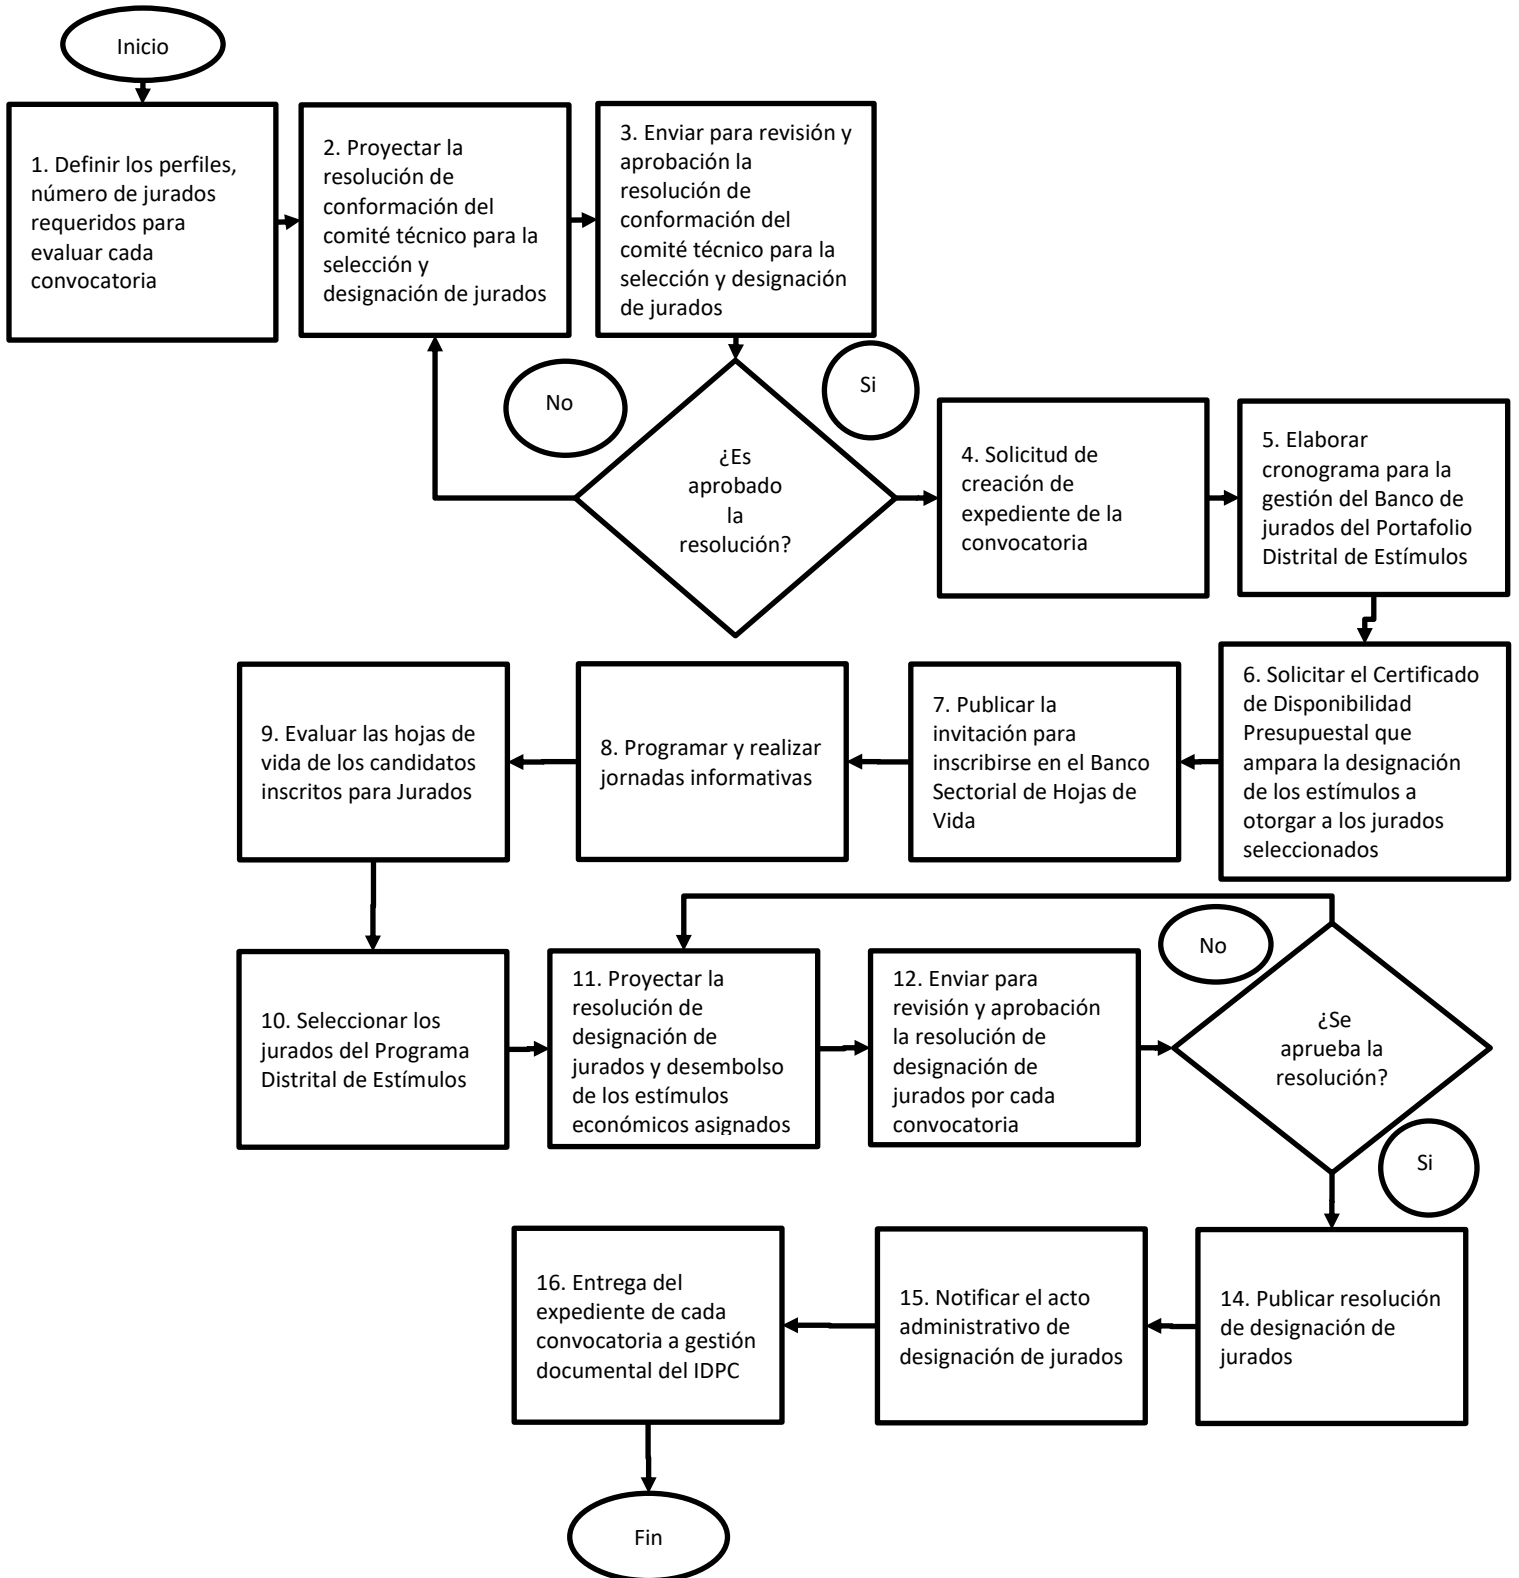 Inicio
1. Definir los perfiles,
número de jurados
requeridos para
evaluar cada
convocatoria
2. Proyectar la
resolución de
conformación del
comité técnico para la
selección y
designación de jurados
3. Enviar para revisión y
aprobación la
resolución de
conformación del
comité técnico para la
selección y designación
de jurados
No
Si
¿Es
aprobado
la
resolución?
4. Solicitud de
creación de
expediente de la
convocatoria
5. Elaborar
cronograma para la
gestión del Banco de
jurados del Portafolio
Distrital de Estímulos
6. Solicitar el Certificado
de Disponibilidad
Presupuestal que
ampara la designación
de los estímulos a
otorgar a los jurados
seleccionados
7. Publicar la
invitación para
inscribirse en el Banco
Sectorial de Hojas de
Vida
8. Programar y realizar
jornadas informativas
9. Evaluar las hojas de
vida de los candidatos
inscritos para Jurados
10. Seleccionar los
jurados del Programa
Distrital de Estímulos
11. Proyectar la
resolución de
designación de
jurados y desembolso
de los estímulos
económicos asignados
12. Enviar para
revisión y aprobación
la resolución de
designación de
jurados por cada
convocatoria
No
¿Se
aprueba la
resolución?
Si
14. Publicar resolución
de designación de
jurados
15. Notificar el acto
administrativo de
designación de jurados
16. Entrega del
expediente de cada
convocatoria a gestión
documental del IDPC
Fin